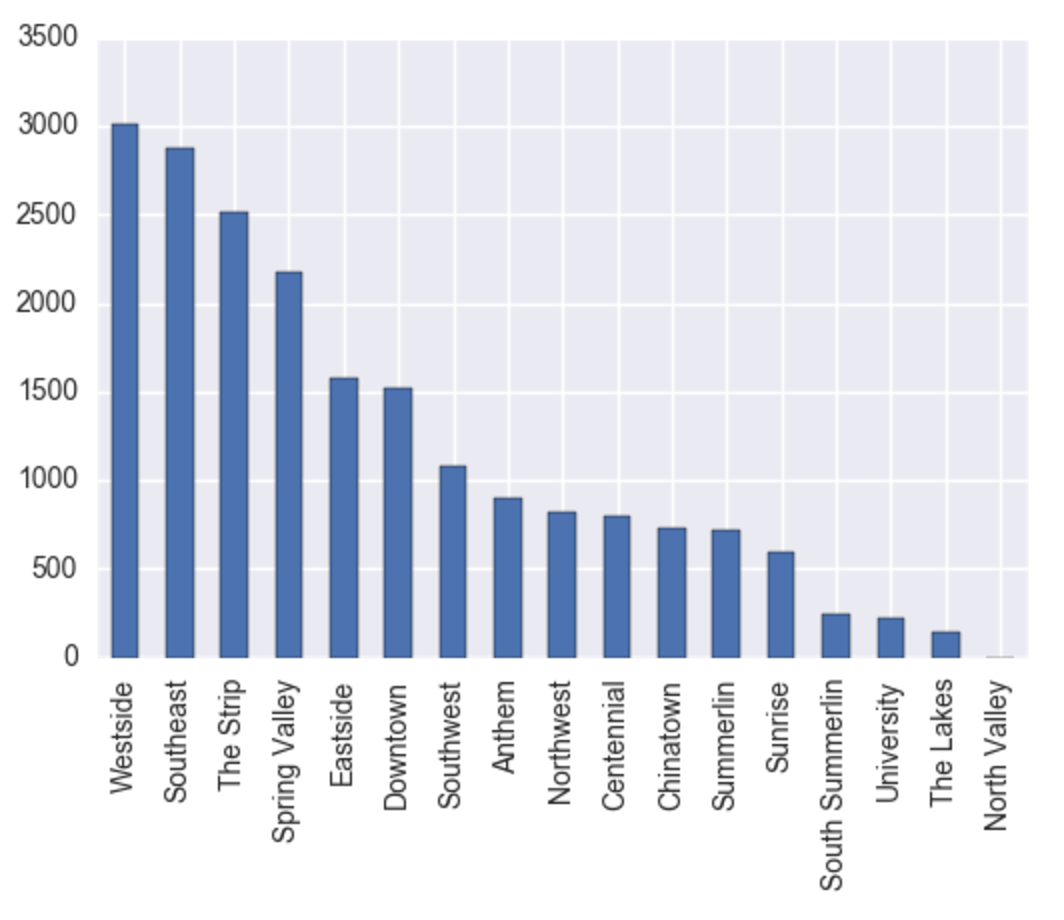 3500
3000
2500
2000
1500
1000
500
0
Westside
Southeast
The Strip
Spring Valley
Eastside
Downtown
Southwest
Anthem
Northwest
Centennial
Chinatown
Summerlin
Sunrise
South Summerlin
University
The Lakes
North Valley